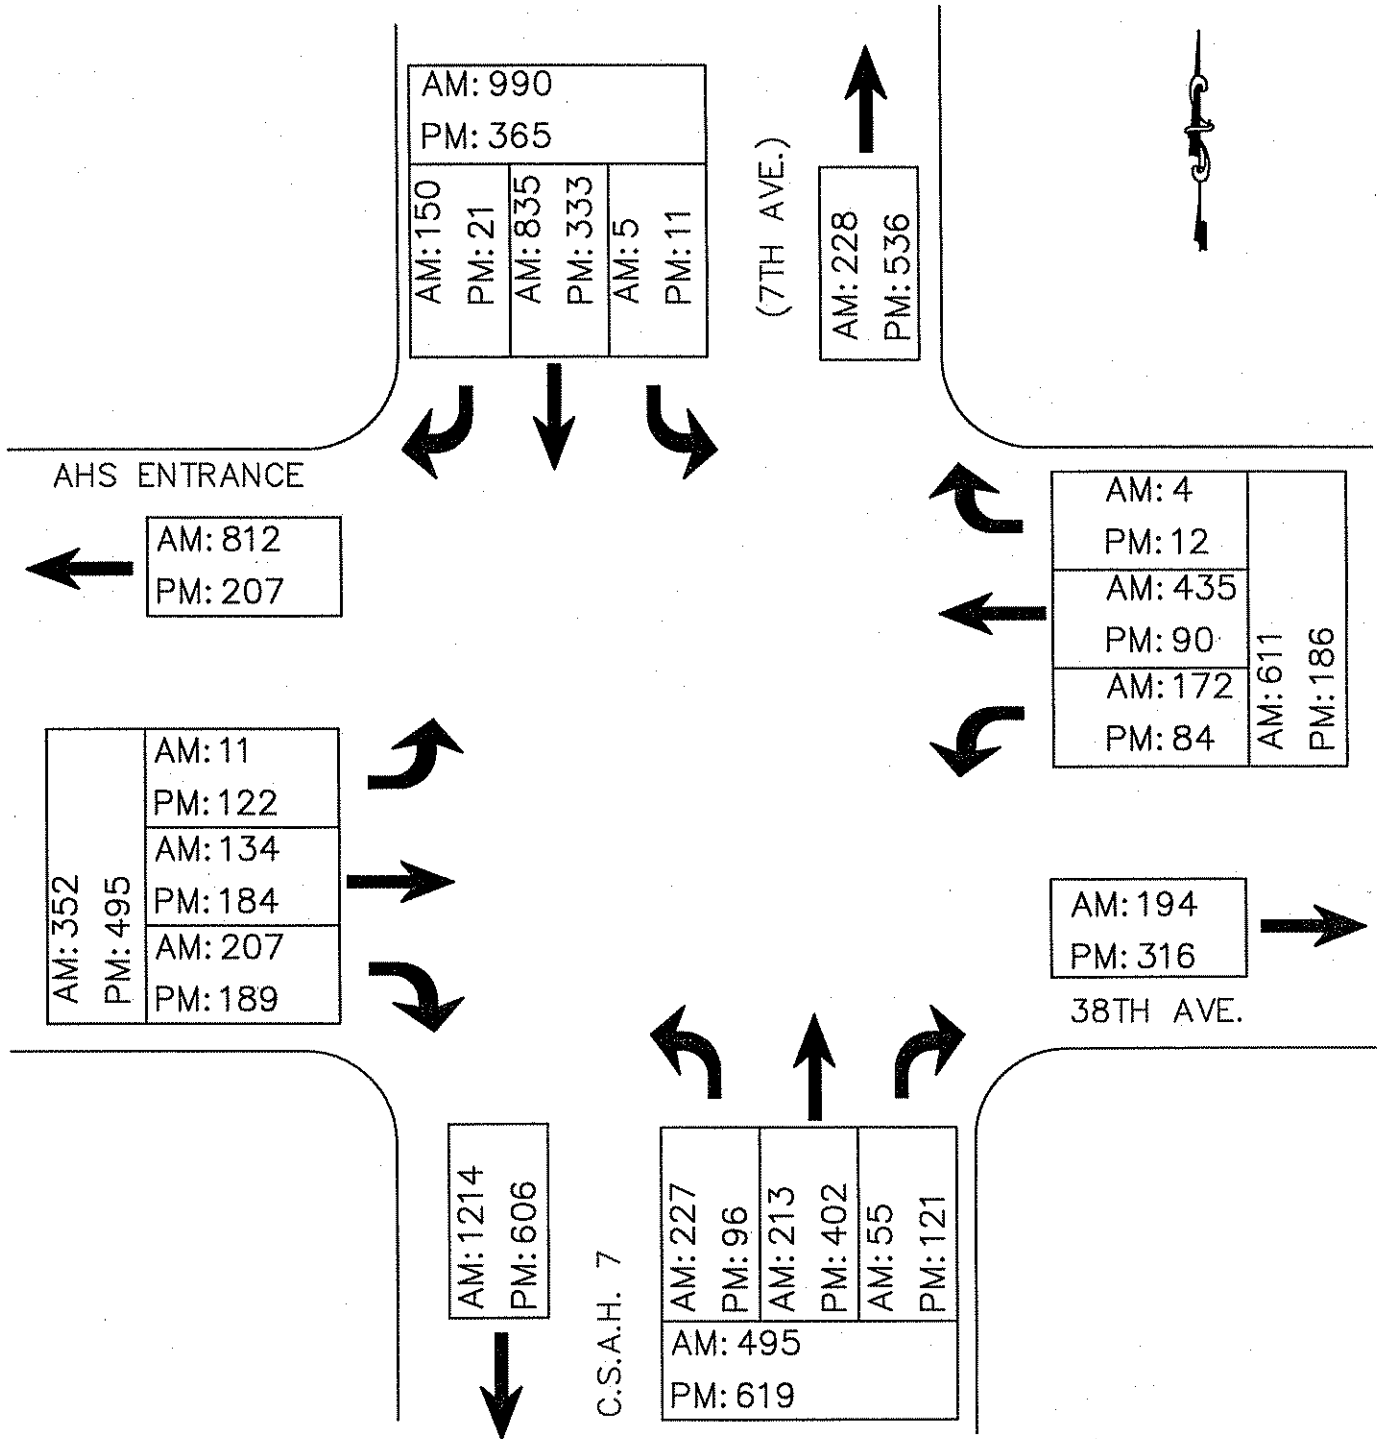 AM: 990
PM: 365
AM: 150
PM: 21
AM: 835
PM: 333
AM: 5
PM: 11
(7TH AVE.)
AM: 228
PM: 536
AHS ENTRANCE
AM: 812
PM: 207
AM: 4
PM: 12
AM: 435
PM: 90
AM: 172
PM: 84
AM: 611
PM: 186
AM: 352
PM: 495
AM: 11
PM: 122
AM: 134
PM: 184
AM: 207
PM: 189
AM: 194
PM: 316
38TH AVE.
AM: 1214
PM: 606
C.S.A.H. 7
AM: 227
PM: 96
AM: 213
PM: 402
AM: 55
PM: 121
AM: 495
PM: 619